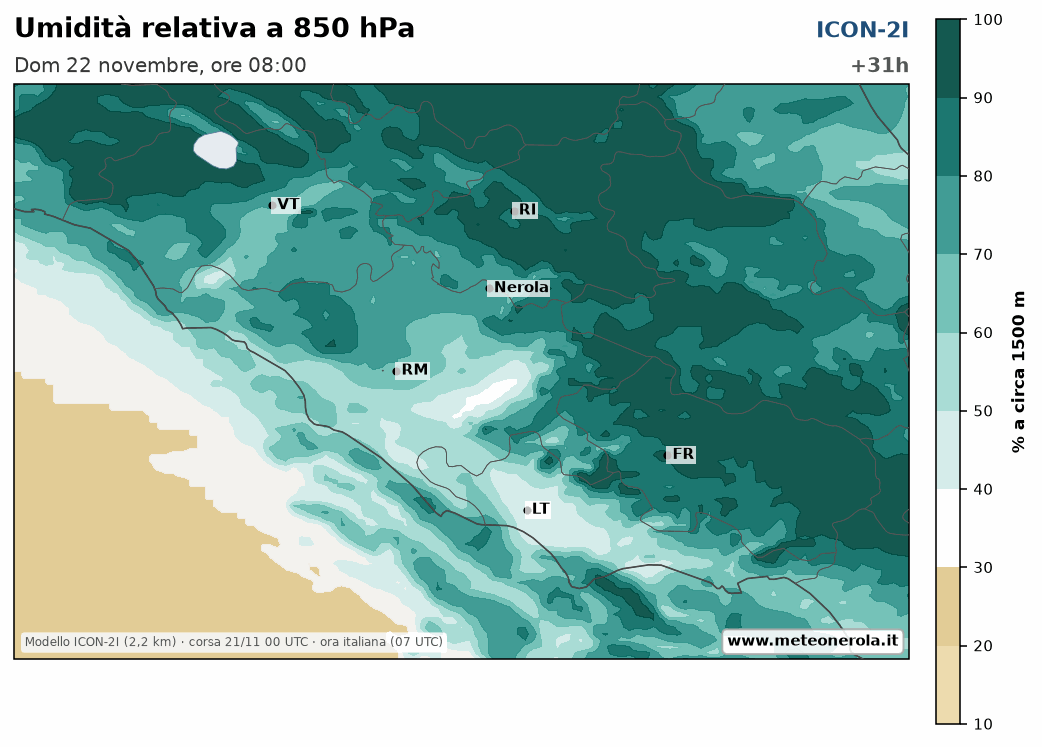 Umidità relativa a 850 hPa
ICON-2I
Dom 22 novembre, ore 08:00
+31h
VT
RI
Nerola
RM
FR
LT
Modello ICON-2I (2,2 km) · corsa 21/11 00 UTC · ora italiana (07 UTC)
www.meteonerola.it
100
90
80
70
60
50
40
30
20
10
% a circa 1500 m